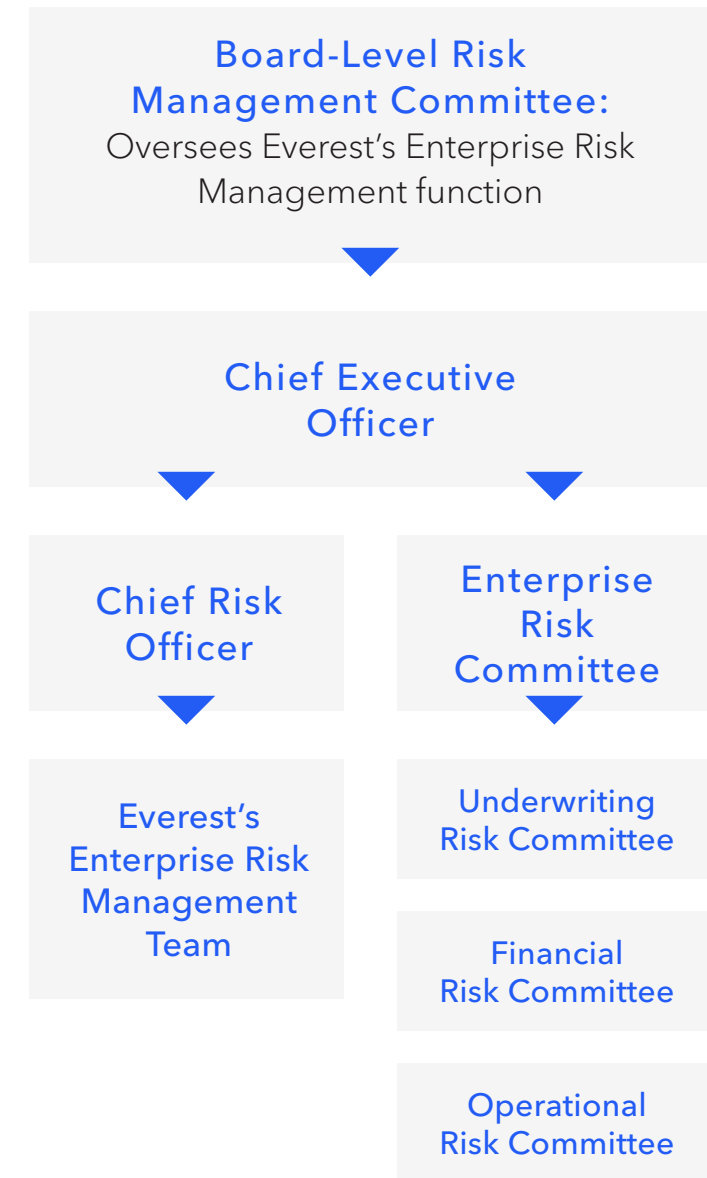 Board-Level Risk
Management Committee:
Oversees Everest’s Enterprise Risk
Management function
Chief Executive
Officer
Chief Risk
Officer
Enterprise
Risk
Committee
Everest’s
Enterprise Risk
Management
Team
Underwriting
Risk Committee
Financial
Risk Committee
Operational
Risk Committee